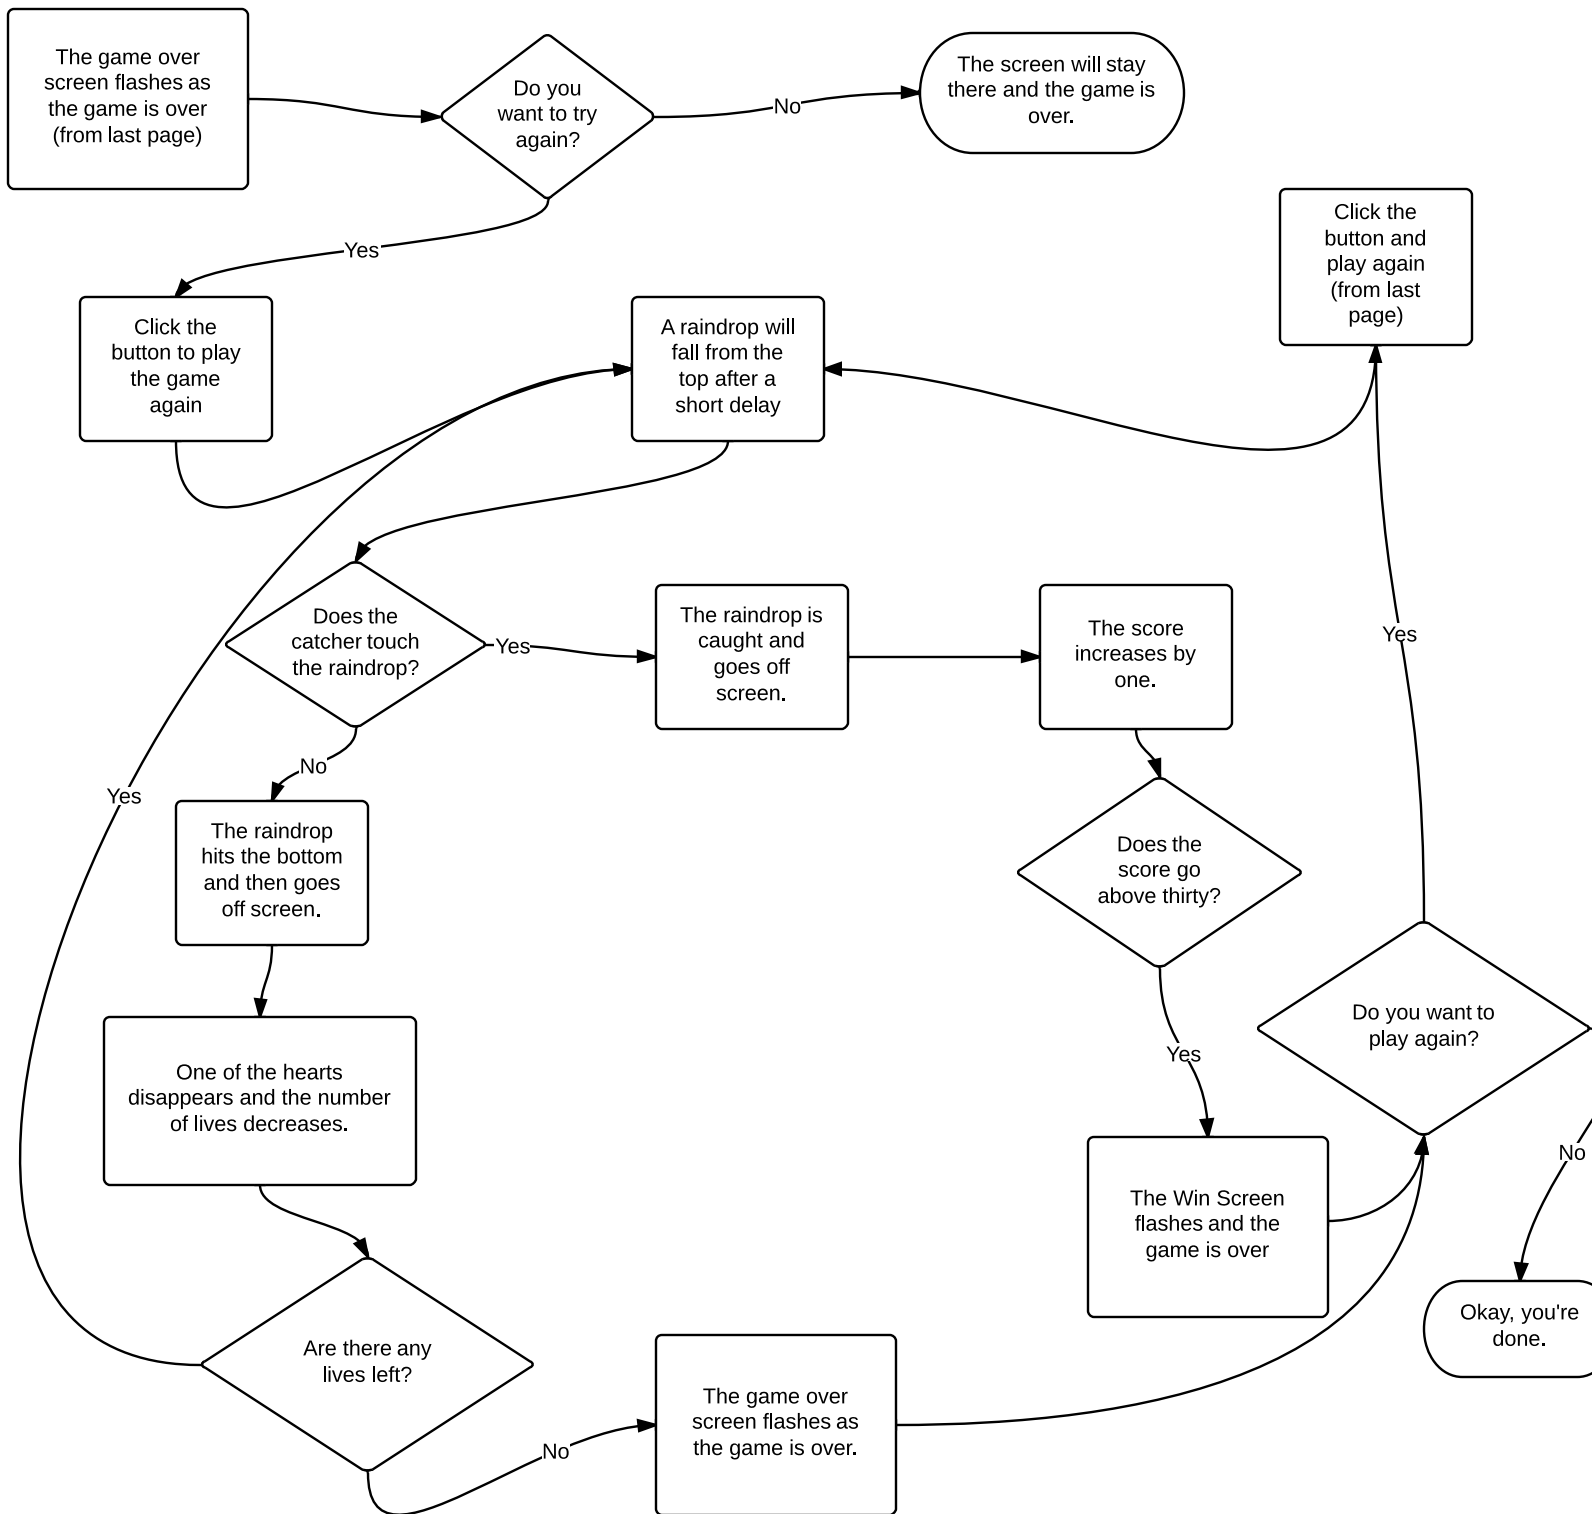 The game over
screen flashes as
the game is over
(from last page)
Do you
want to try
again?
No
The screen will stay
there and the game is
over.
Yes
Click the
button and
play again
(from last
page)
Click the
button to play
the game
again
A raindrop will
fall from the
top after a
short delay
Does the
catcher touch
the raindrop?
Yes
The raindrop is
caught and
goes off
screen.
The score
increases by
one.
Yes
No
Yes
The raindrop
hits the bottom
and then goes
off screen.
Does the
score go
above thirty?
Do you want to
play again?
One of the hearts
disappears and the number
of lives decreases.
Yes
No
The Win Screen
flashes and the
game is over
Okay, you're
done.
Are there any
lives left?
No
The game over
screen flashes as
the game is over.